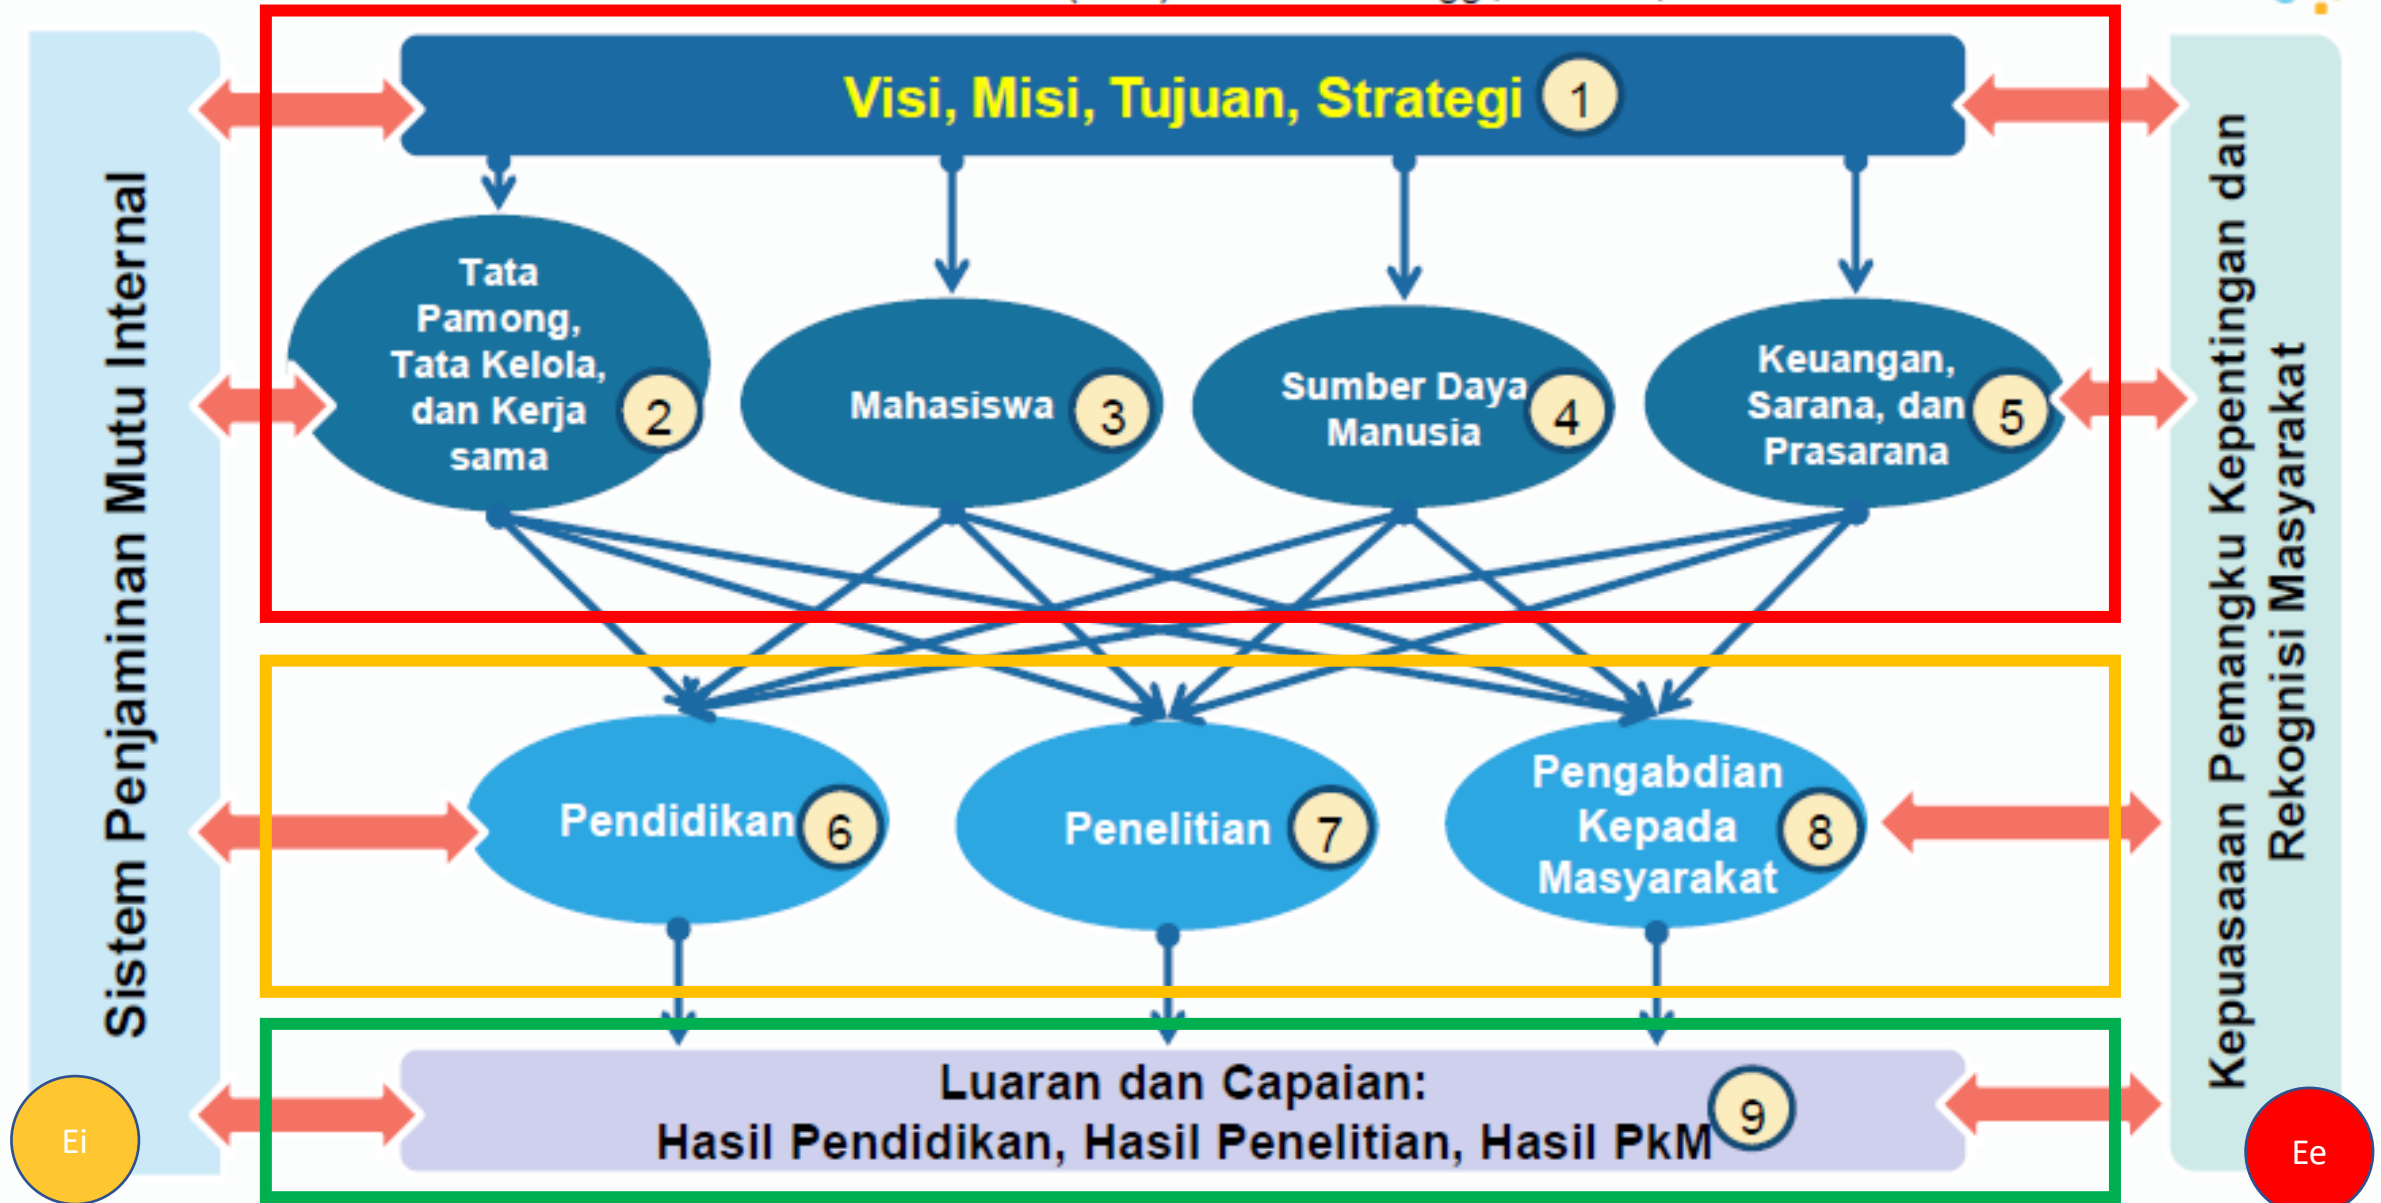 Visi, Misi, Tujuan, Strategi 1
Sistem Penjaminan Mutu Internal
Kepuasaaan Pemangku Kepentingan dan
Rekognisi Masyarakat
Tata
Pamong,
Tata Kelola,
dan Kerja
sama
2
Mahasiswa 3
Sumber Daya
Manusia
4
Keuangan,
Sarana, dan
Prasarana
5
Pendidikan 6
Penelitian 7
Pengabdian
Kepada
Masyarakat
8
Luaran dan Capaian:
Hasil Pendidikan, Hasil Penelitian, Hasil PkM
9
Ei
Ee